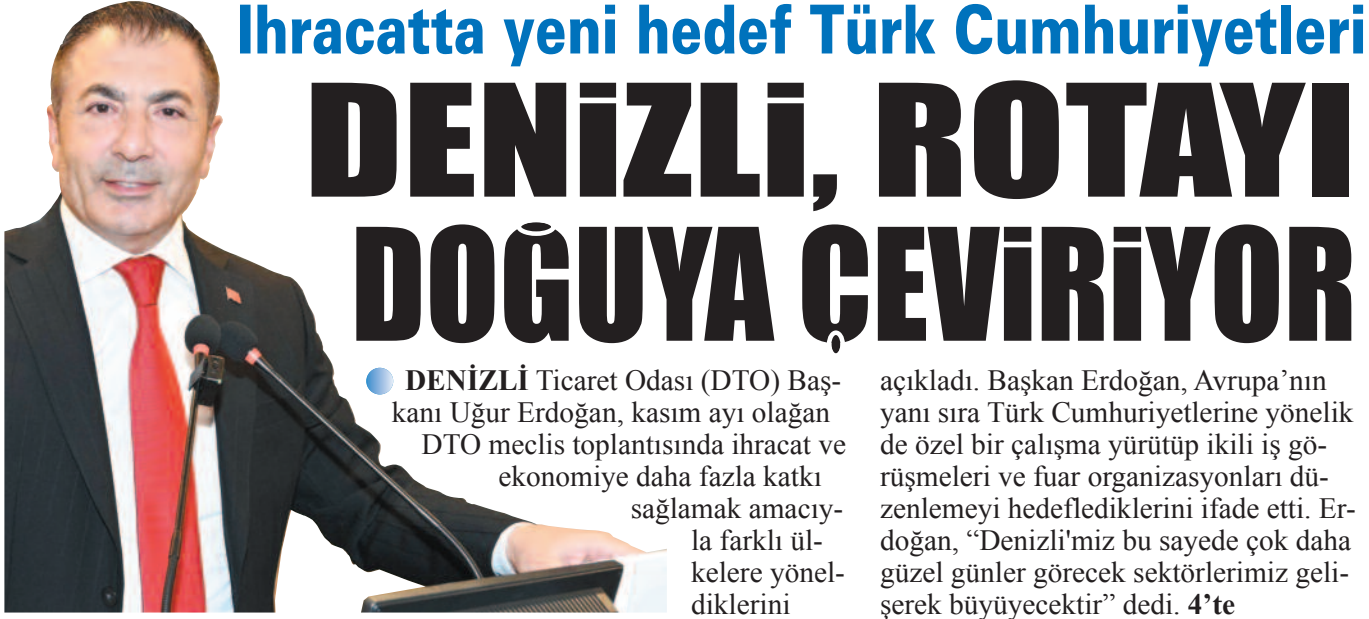 Ihracatta yeni hedef Türk Cumhuriyetleri
DENİZLİ, ROTAYI
DOĞUYA ÇEVİRİYOR
DENİZLİ Ticaret Odası (DTO) Baş-
kanı Uğur Erdoğan, kasım ayı olağan
DTO meclis toplantısında ihracat ve
ekonomiye daha fazla katkı
sağlamak amacıy-
la farklı ül-
kelere yönel-
diklerini
açıkladı. Başkan Erdoğan, Avrupa’nın
yanı sıra Türk Cumhuriyetlerine yönelik
de özel bir çalışma yürütüp ikili iş gö-
rüşmeleri ve fuar organizasyonları dü-
zenlemeyi hedeflediklerini ifade etti. Er-
doğan, “Denizli'miz bu sayede çok daha
güzel günler görecek sektörlerimiz geli-
şerek büyüyecektir” dedi. 4’te